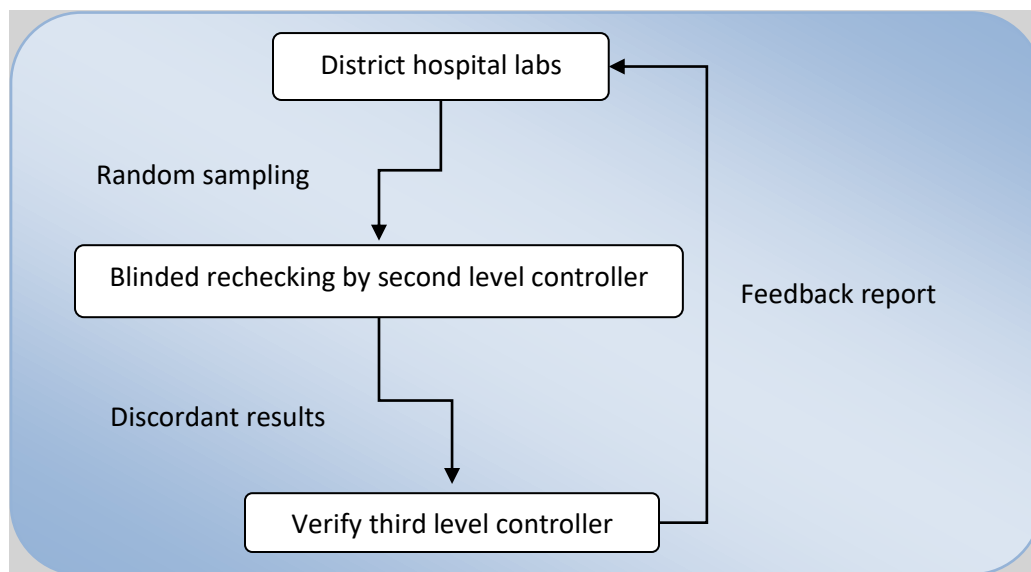 District hospital labs
Random sampling
Blinded rechecking by second level controller
Feedback report
Discordant results
Verify third level controller